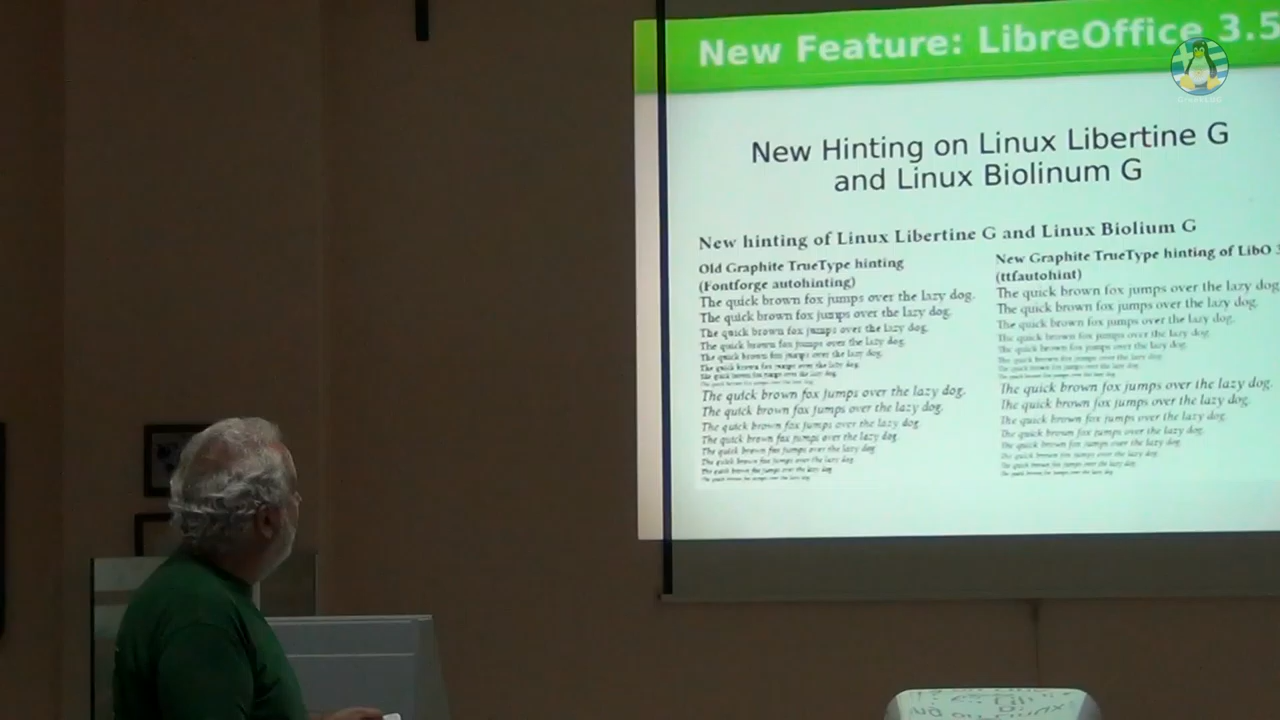 New Feature: LibreOffice 3.5
New Hinting on Linux Libertine G
and Linux Biolinum G
New hinting of Linux Libertine G and Linux Biolium G
Old Graphite TrueType hinting
(Fontforge autohinting)
The quick brown fox jumps over the lazy dog.
The quick brown fox jumps over the lazy dog.
The quick brown fox jumps over the lazy dog.
The quick brown fox jumps over the lazy dog.
The quick brown fox jumps over the lazy dog.
The quick brown fox jumps over the lazy dog.
The quick brown fox jumps over the lazy dog.
The quick brown fox jumps over the lazy dog.
The quick brown fox jumps over the lazy dog.
The quick brown fox jumps over the lazy dog.
The quick brown fox jumps over the lazy dog.
The quick brown fox jumps over the lazy dog.
The quick brown fox jumps over the lazy dog.
New Graphite TrueType hinting of LibO
(ttfautohint)
The quick brown fox jumps over the lazy dog
The quick brown fox jumps over the lazy dog.
The quick brown fox jumps over the lazy dog.
The quick brown fox jumps over the lazy dog.
The quick brown fox jumps over the lazy dog.
The quick brown fox jumps over the lazy dog.
The quick brown fox jumps over the lazy dog.
The quick brown fox jumps over the lazy dog.
The quick brown fox jumps over the lazy dog.
The quick brown fox jumps over the lazy dog.
The quick brown fox jumps over the lazy dog.
The quick brown fox jumps over the lazy dog.
The quick brown fox jumps over the lazy dog.